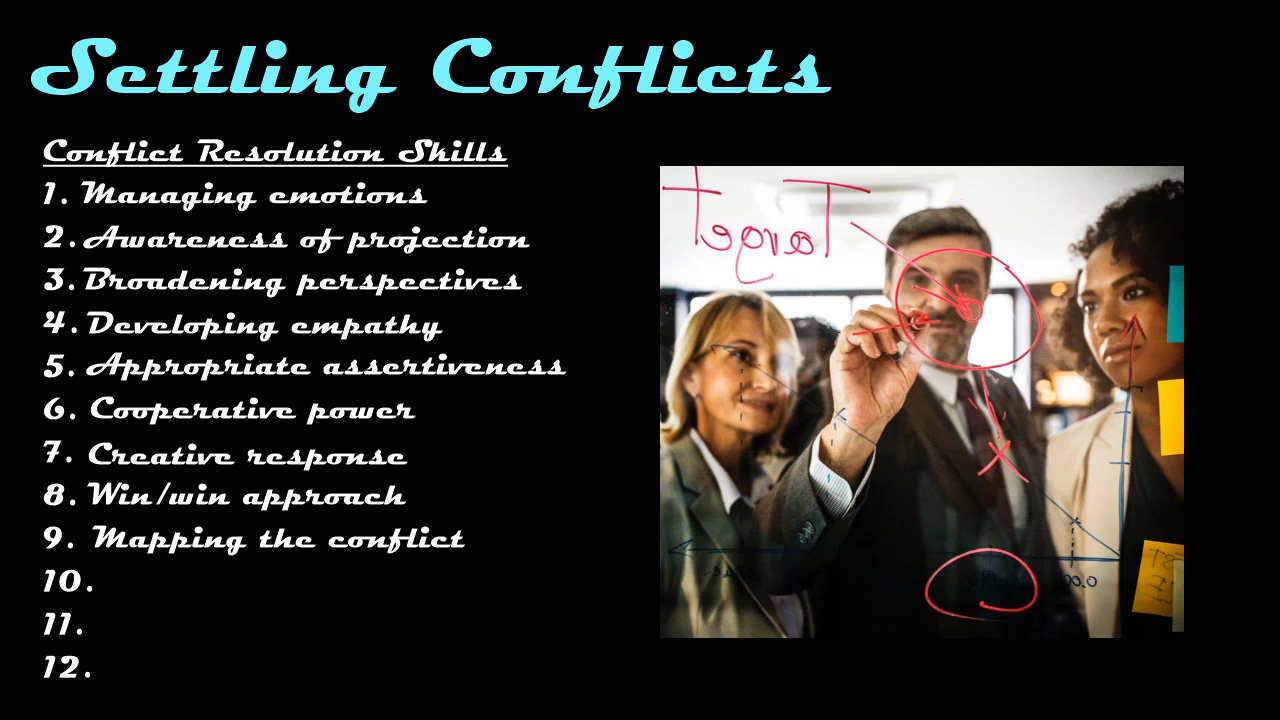 Settling Conflicts
Conflict Resolution Skills
1. Managing emotions
2. Awareness of projection
3. Broadening perspectives
4. Developing empathy
5. Appropriate assertiveness
6. Cooperative power
7. Creative response
8. Win/win approach
9. Mapping the conflict
10.
11.
12.
Target